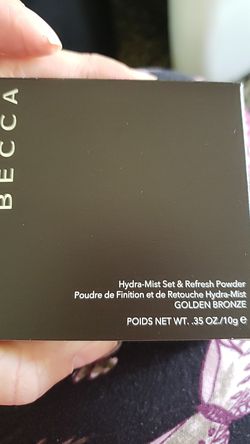 BECCA
Hydra-Mist Set & Refresh Powder
Poudre de Finition et de Retouche Hydra-Mist
GOLDEN BRONZE
POIDS NET WT. .35 OZ./10g e